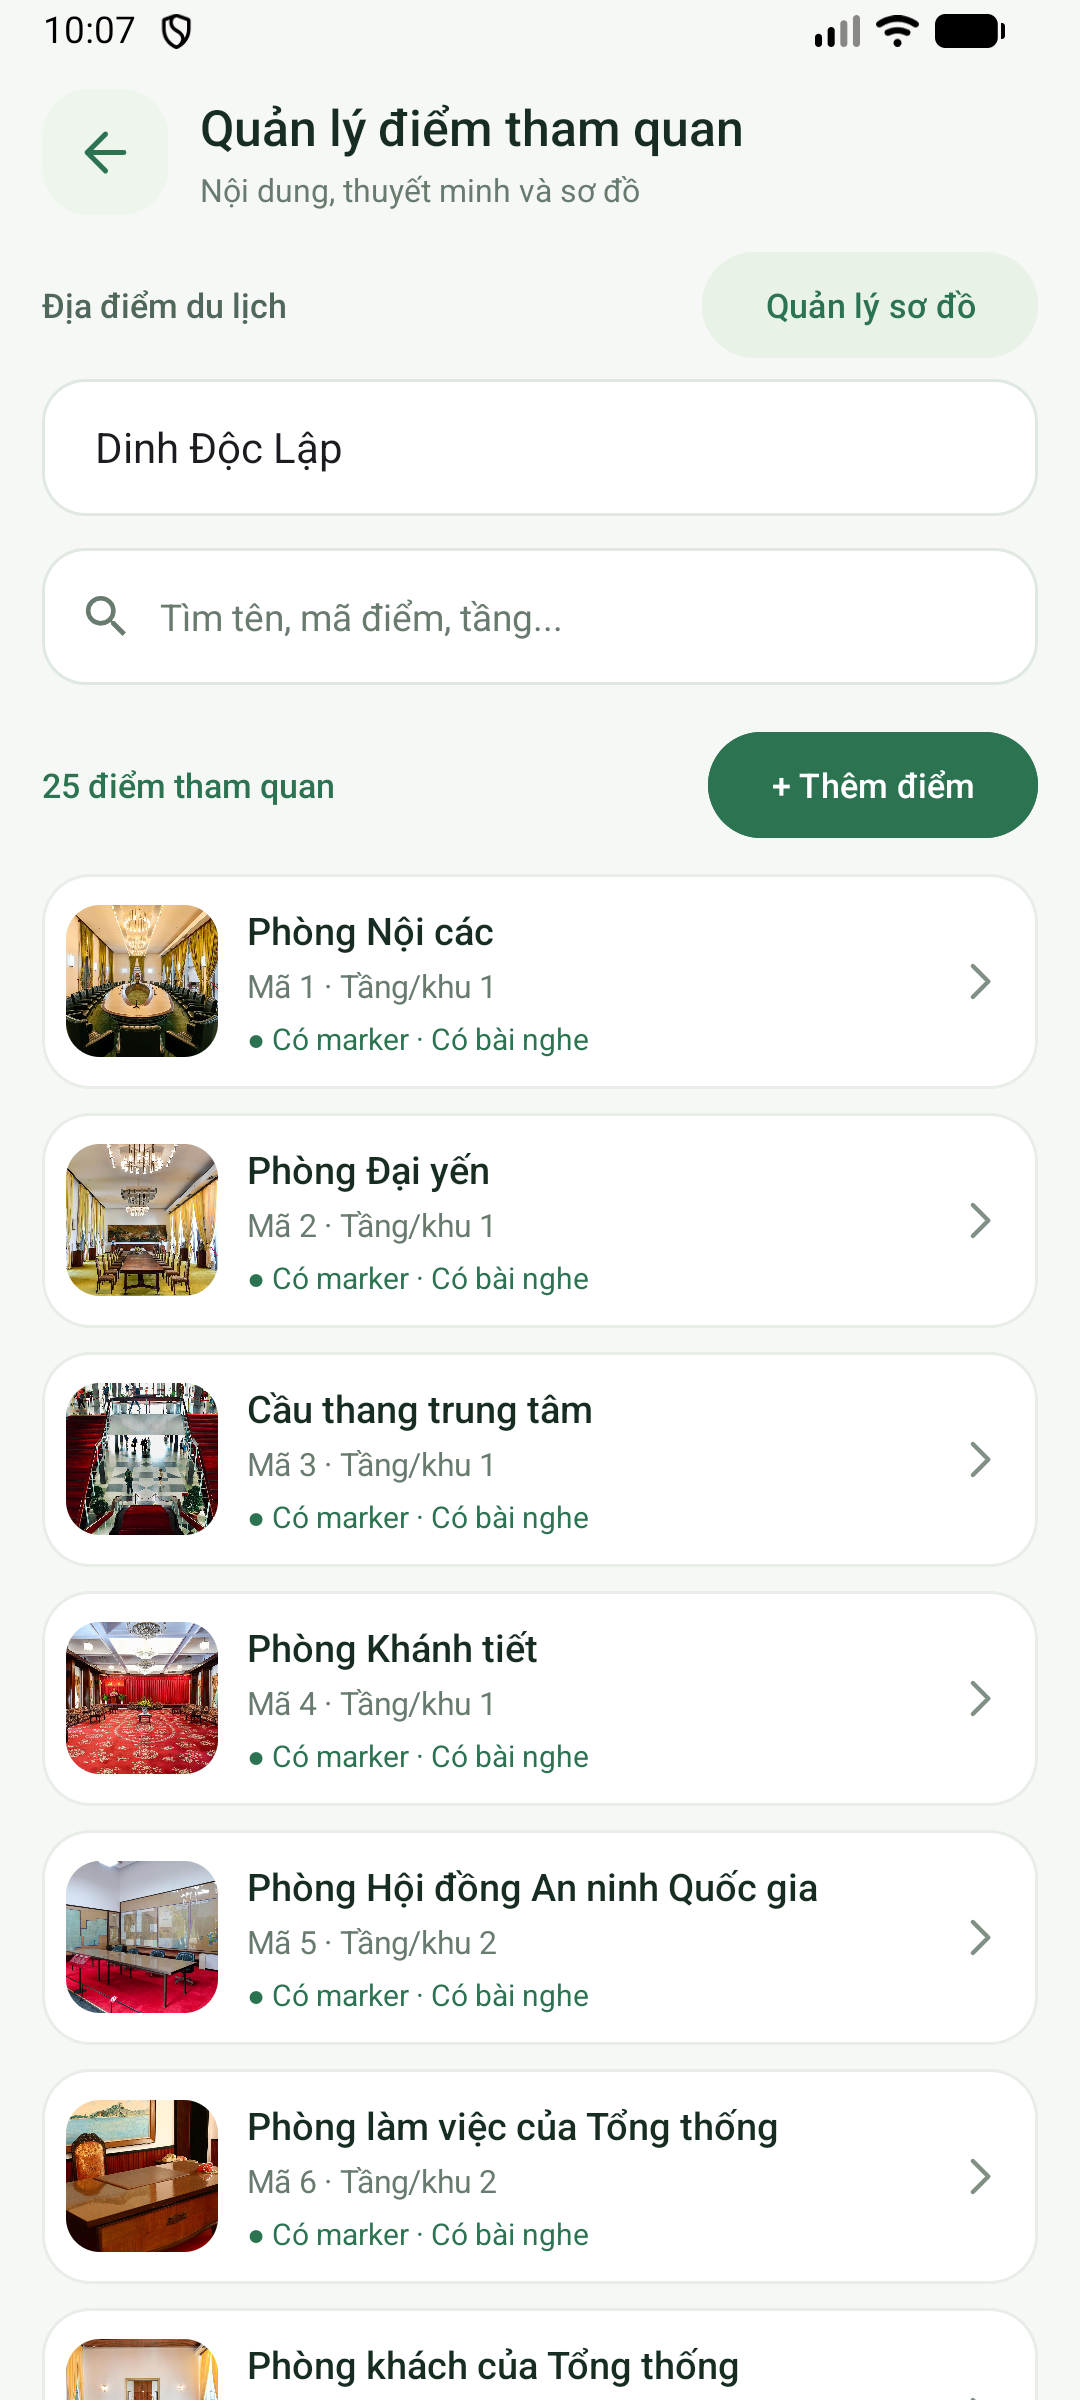 10:07
Quản lý điểm tham quan
Nội dung, thuyết minh và sơ đồ
Địa điểm du lịch
Quản lý sơ đồ
Dinh Độc Lập
Tìm tên, mã điểm, tầng...
25 điểm tham quan
+ Thêm điểm
Phòng Nội các
Mã 1 · Tầng/khu 1
● Có marker · Có bài nghe
Phòng Đại yến
Mã 2 · Tầng/khu 1
● Có marker · Có bài nghe
Cầu thang trung tâm
Mã 3 · Tầng/khu 1
● Có marker · Có bài nghe
Phòng Khánh tiết
Mã 4 · Tầng/khu 1
● Có marker · Có bài nghe
Phòng Hội đồng An ninh Quốc gia
Mã 5 · Tầng/khu 2
● Có marker · Có bài nghe
Phòng làm việc của Tổng thống
Mã 6 · Tầng/khu 2
● Có marker · Có bài nghe
Phòng khách của Tổng thống